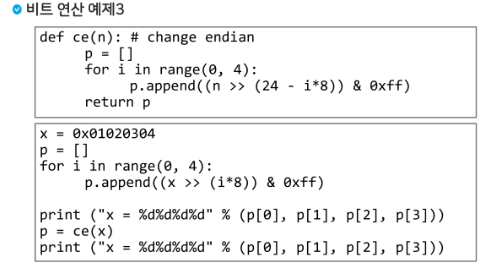 비트 연산 예제3
def ce(n): # change endian
p = []
for i in range(0, 4):
p.append((n >> (24 - i*8)) & 0xff)
return p
x = 0x01020304
p = []
for i in range(0, 4):
p.append((x >> (i*8)) & 0xff)
print ("x = %d%d%d%d" % (p[0], p[1], p[2], p[3]))
p = ce(x)
print ("x = %d%d%d%d" % (p[0], p[1], p[2], p[3]))